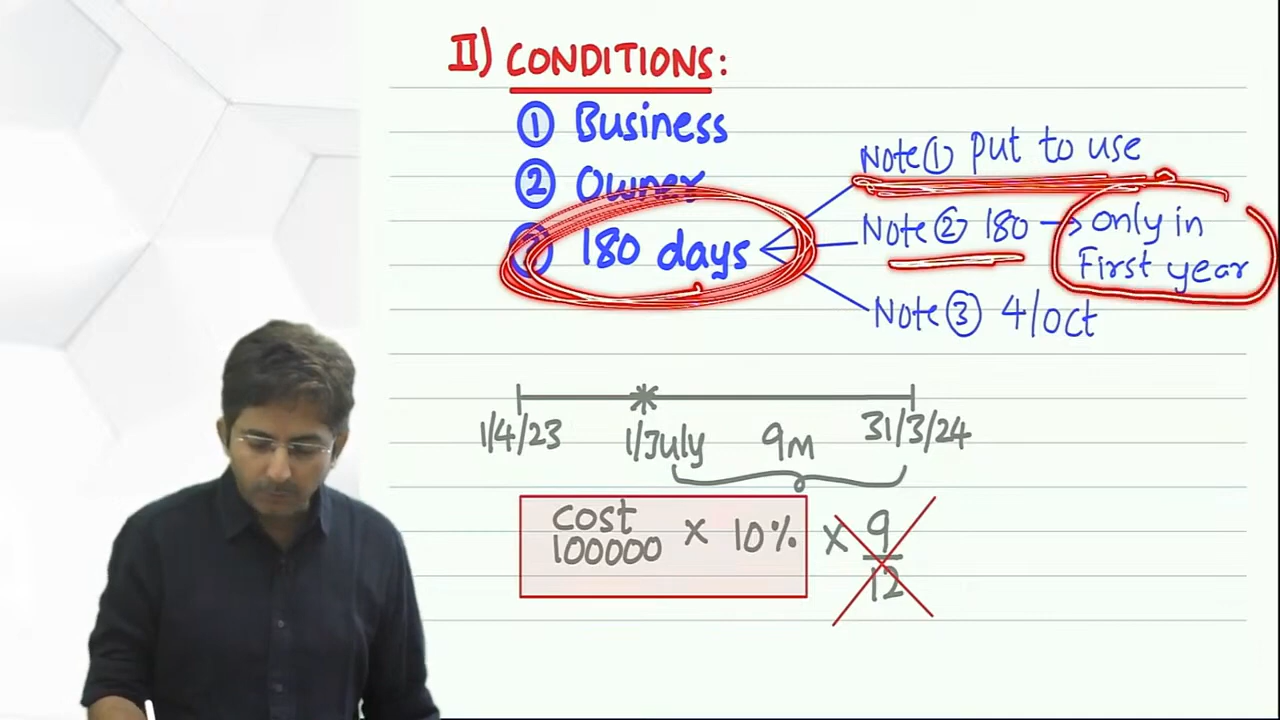 II) CONDITIONS:
① Business
② Owner
③ 180 days
Note① Put to use
Note② 180 → only in
First year
Note③ 4/oct
1/4/23 1/July 9M 31/3/24
cost
100000 × 10% × 9/12